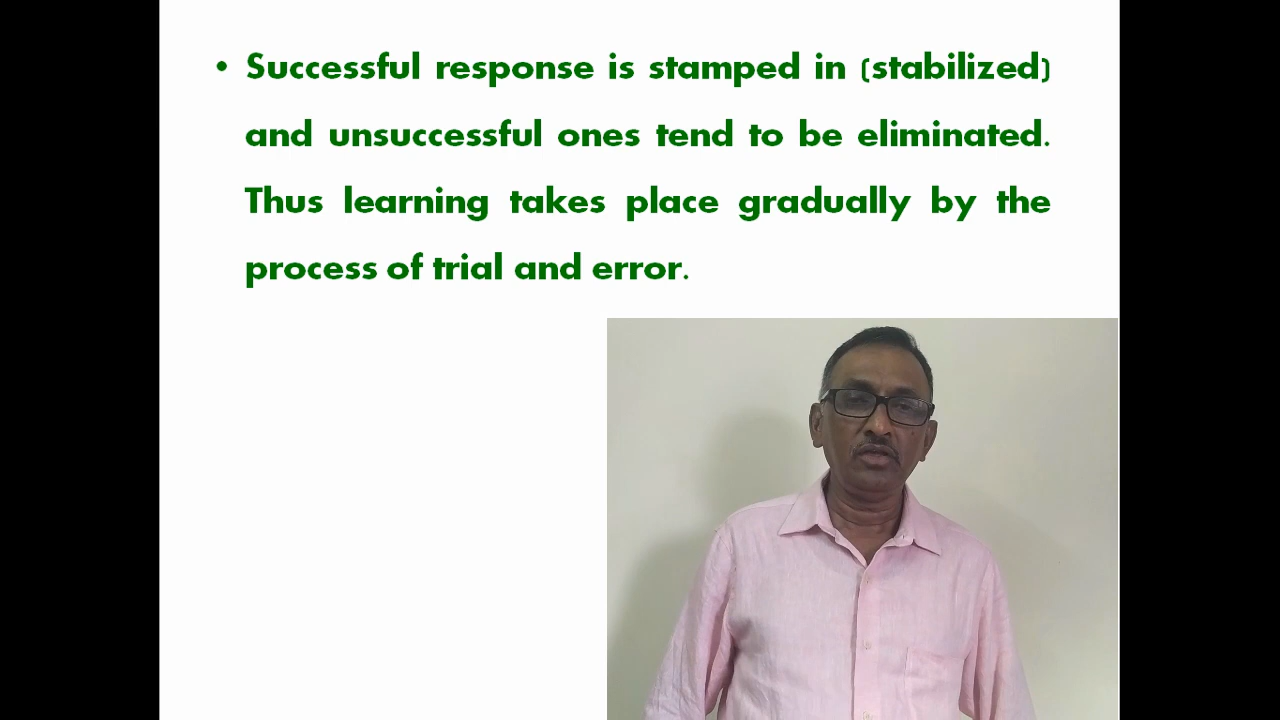 • Successful response is stamped in (stabilized)
and unsuccessful ones tend to be eliminated.
Thus learning takes place gradually by the
process of trial and error.